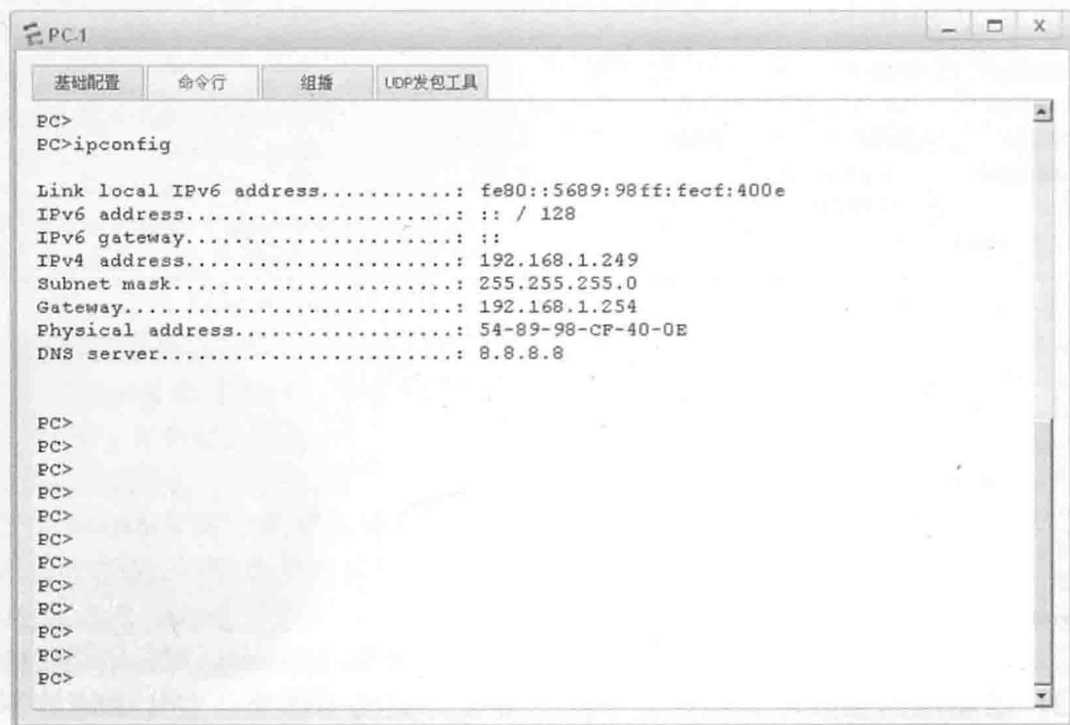 PC-1
基础配置 命令行 组播 UDP发包工具
PC>
PC>ipconfig
Link local IPv6 address...........: fe80::5689:98ff:fecf:400e
IPv6 address......................: :: / 128
IPv6 gateway......................: ::
IPv4 address......................: 192.168.1.249
Subnet mask.......................: 255.255.255.0
Gateway...........................: 192.168.1.254
Physical address..................: 54-89-98-CF-40-0E
DNS server........................: 8.8.8.8
PC>
PC>
PC>
PC>
PC>
PC>
PC>
PC>
PC>
PC>
PC>
PC>